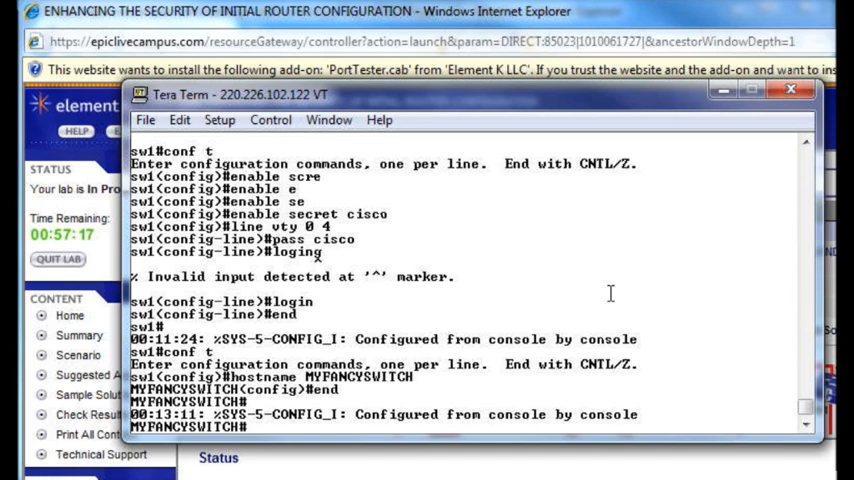 ENHANCING THE SECURITY OF INITIAL ROUTER CONFIGURATION - Windows Internet Explorer
https://epiclivecampus.com/resourceGateway/controller?action=launch&param=DIRECT:85023|1010061727|&ancestorWindowDepth=1
This website wants to install the following add-on: 'PortTester.cab' from 'Element K LLC'. If you trust the website and the add-on and want to ins
element
HELP
STATUS
Your lab is In Pro
Time Remaining
00:57:17
QUIT LAB
CONTENT
Home
Summary
Scenario
Suggested A
Sample Solut
Check Result
Print All Cont
Technical Support
Tera Term - 220.226.102.122 VT
File Edit Setup Control Window Help
sw1#conf t
Enter configuration commands, one per line. End with CNTL/Z.
sw1(config)#enable scre
sw1(config)#enable e
sw1(config)#enable se
sw1(config)#enable secret cisco
sw1(config)#line vty 0 4
sw1(config-line)#pass cisco
sw1(config-line)#loging
^
% Invalid input detected at '^' marker.
sw1(config-line)#login
sw1(config-line)#end
sw1#
00:11:24: %SYS-5-CONFIG_I: Configured from console by console
sw1#conf t
Enter configuration commands, one per line. End with CNTL/Z.
sw1(config)#hostname MYFANCYSWITCH
MYFANCYSWITCH(config)#end
MYFANCYSWITCH#
00:13:11: %SYS-5-CONFIG_I: Configured from console by console
MYFANCYSWITCH#
Status